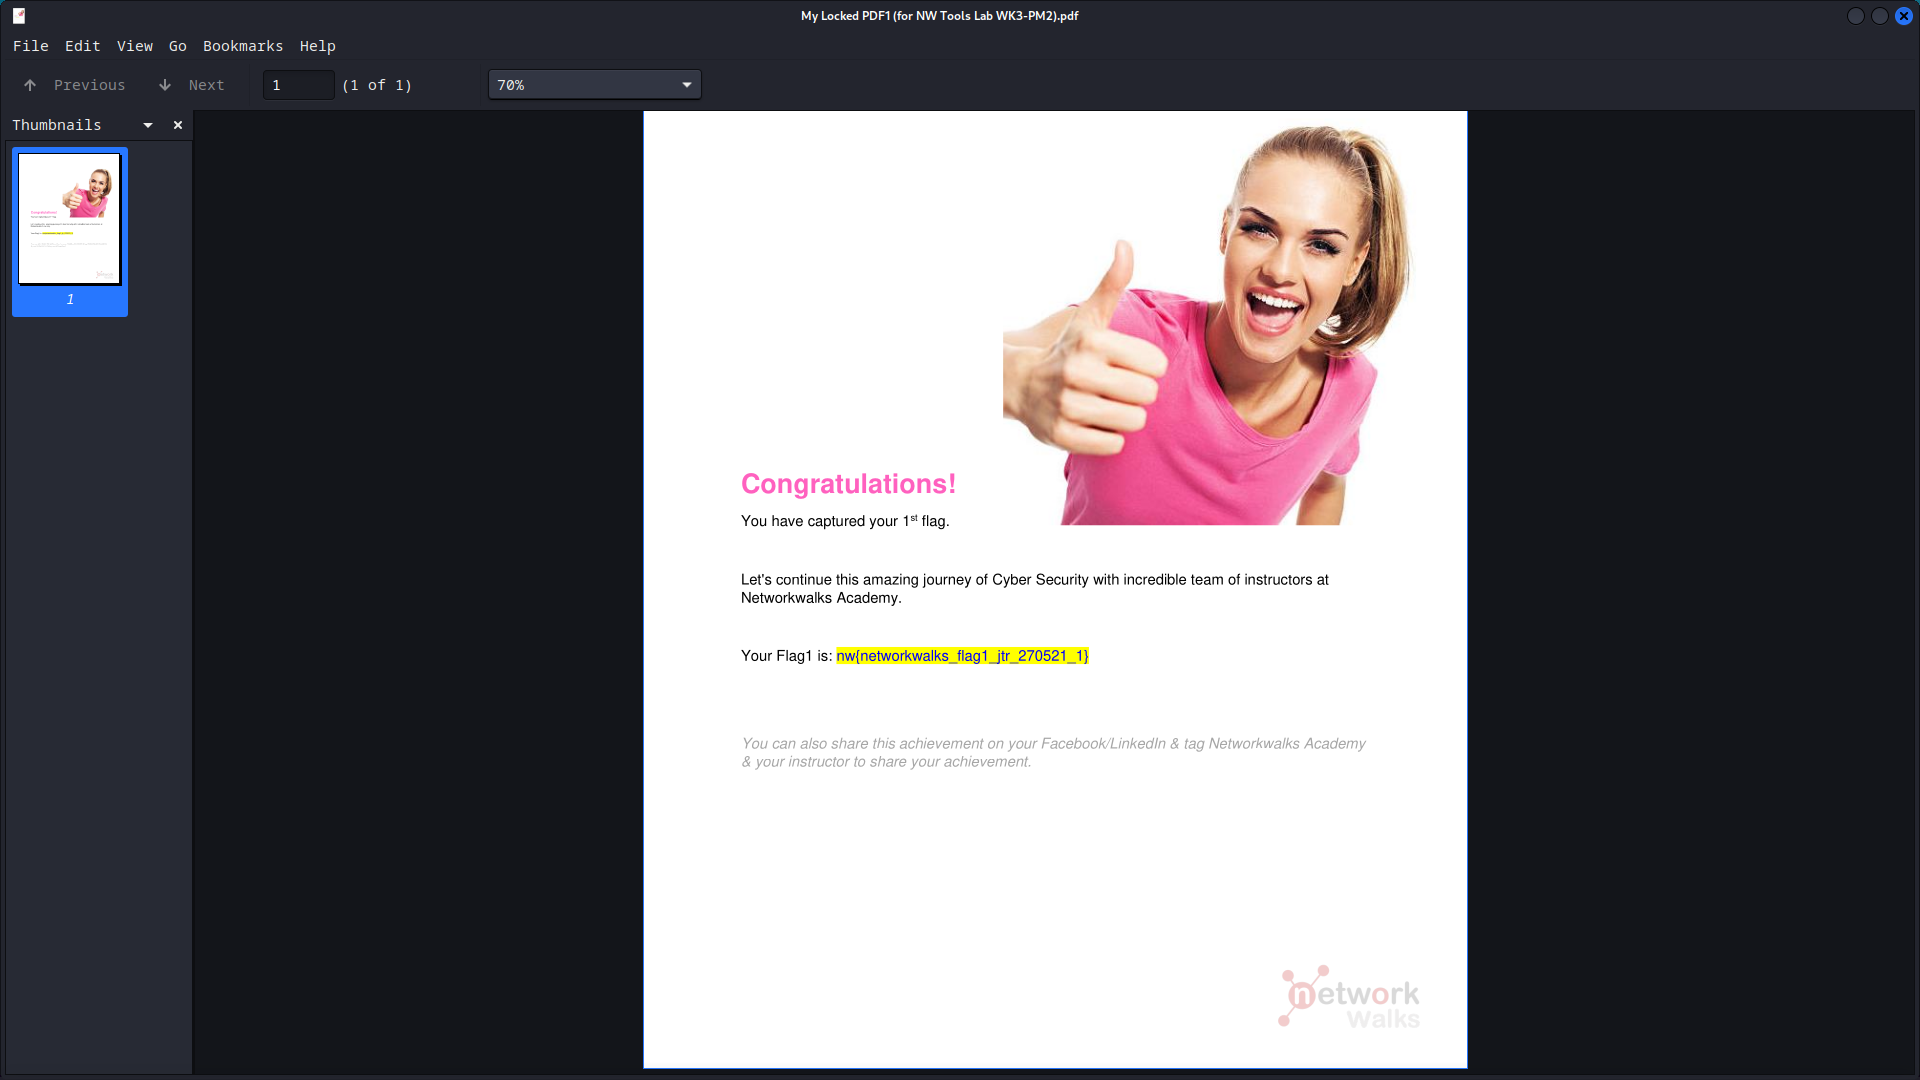 My Locked PDF1 (for NW Tools Lab WK3-PM2).pdf
File Edit View Go Bookmarks Help
Previous Next 1 (1 of 1) 70%
Thumbnails
1
Congratulations!
You have captured your 1st flag.
Let's continue this amazing journey of Cyber Security with incredible team of instructors at
Networkwalks Academy.
Your Flag1 is: nw{networkwalks_flag1_jtr_270521_1}
You can also share this achievement on your Facebook/LinkedIn & tag Networkwalks Academy
& your instructor to share your achievement.
network
Walks